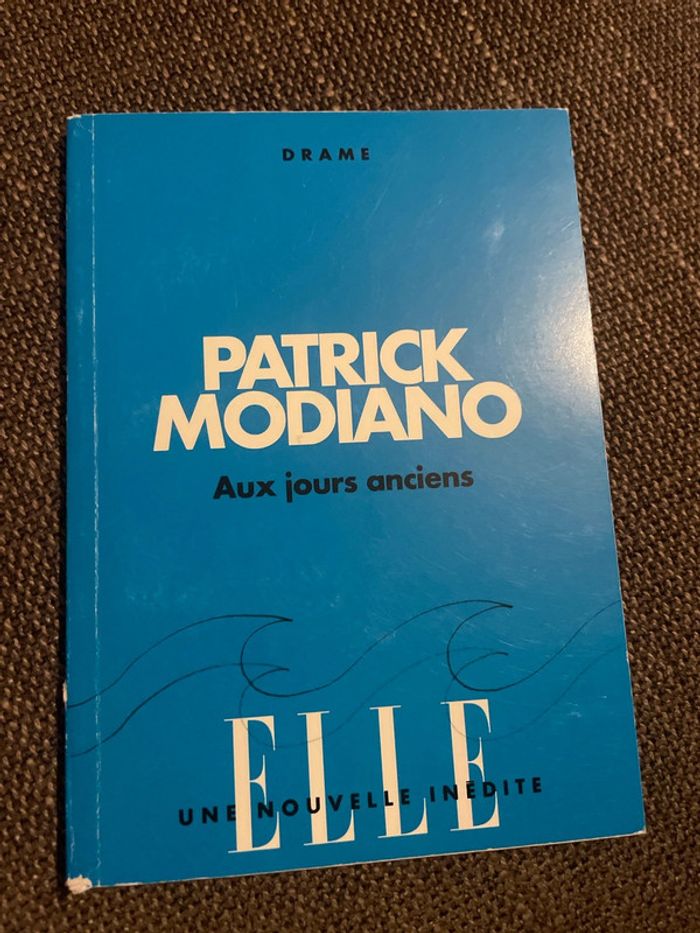 DRAME
PATRICK
MODIANO
Aux jours anciens
ELLE
UNE NOUVELLE INÉDITE